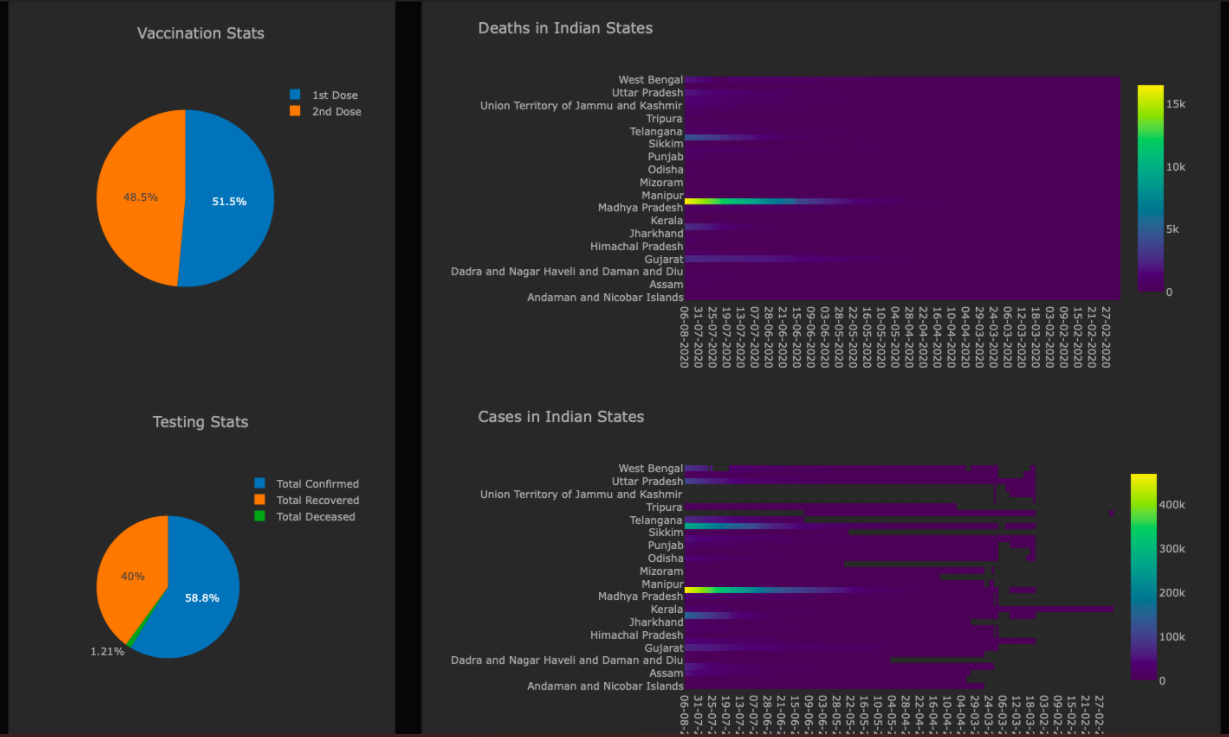 Vaccination Stats
1st Dose
2nd Dose
48.5%
51.5%
Testing Stats
Total Confirmed
Total Recovered
Total Deceased
40%
58.8%
1.21%
Deaths in Indian States
West Bengal
Uttar Pradesh
Union Territory of Jammu and Kashmir
Tripura
Telangana
Sikkim
Punjab
Odisha
Mizoram
Manipur
Madhya Pradesh
Kerala
Jharkhand
Himachal Pradesh
Gujarat
Dadra and Nagar Haveli and Daman and Diu
Assam
Andaman and Nicobar Islands
15k
10k
5k
0
06-08-2020
31-07-2020
25-07-2020
19-07-2020
13-07-2020
07-07-2020
28-06-2020
21-06-2020
15-06-2020
09-06-2020
03-06-2020
28-05-2020
22-05-2020
16-05-2020
10-05-2020
04-05-2020
28-04-2020
22-04-2020
16-04-2020
10-04-2020
04-04-2020
29-03-2020
24-03-2020
06-03-2020
12-03-2020
18-03-2020
03-02-2020
09-02-2020
15-02-2020
21-02-2020
27-02-2020
Cases in Indian States
West Bengal
Uttar Pradesh
Union Territory of Jammu and Kashmir
Tripura
Telangana
Sikkim
Punjab
Odisha
Mizoram
Manipur
Madhya Pradesh
Kerala
Jharkhand
Himachal Pradesh
Gujarat
Dadra and Nagar Haveli and Daman and Diu
Assam
Andaman and Nicobar Islands
400k
300k
200k
100k
0
06-08-2
31-07-2
25-07-2
19-07-2
13-07-2
07-07-2
28-06-2
21-06-2
15-06-2
09-06-2
03-06-2
28-05-2
22-05-2
16-05-2
10-05-2
04-05-2
28-04-2
22-04-2
16-04-2
10-04-2
04-04-2
29-03-2
24-03-2
06-03-2
12-03-2
18-03-2
03-02-2
09-02-2
15-02-2
21-02-2
27-02-2